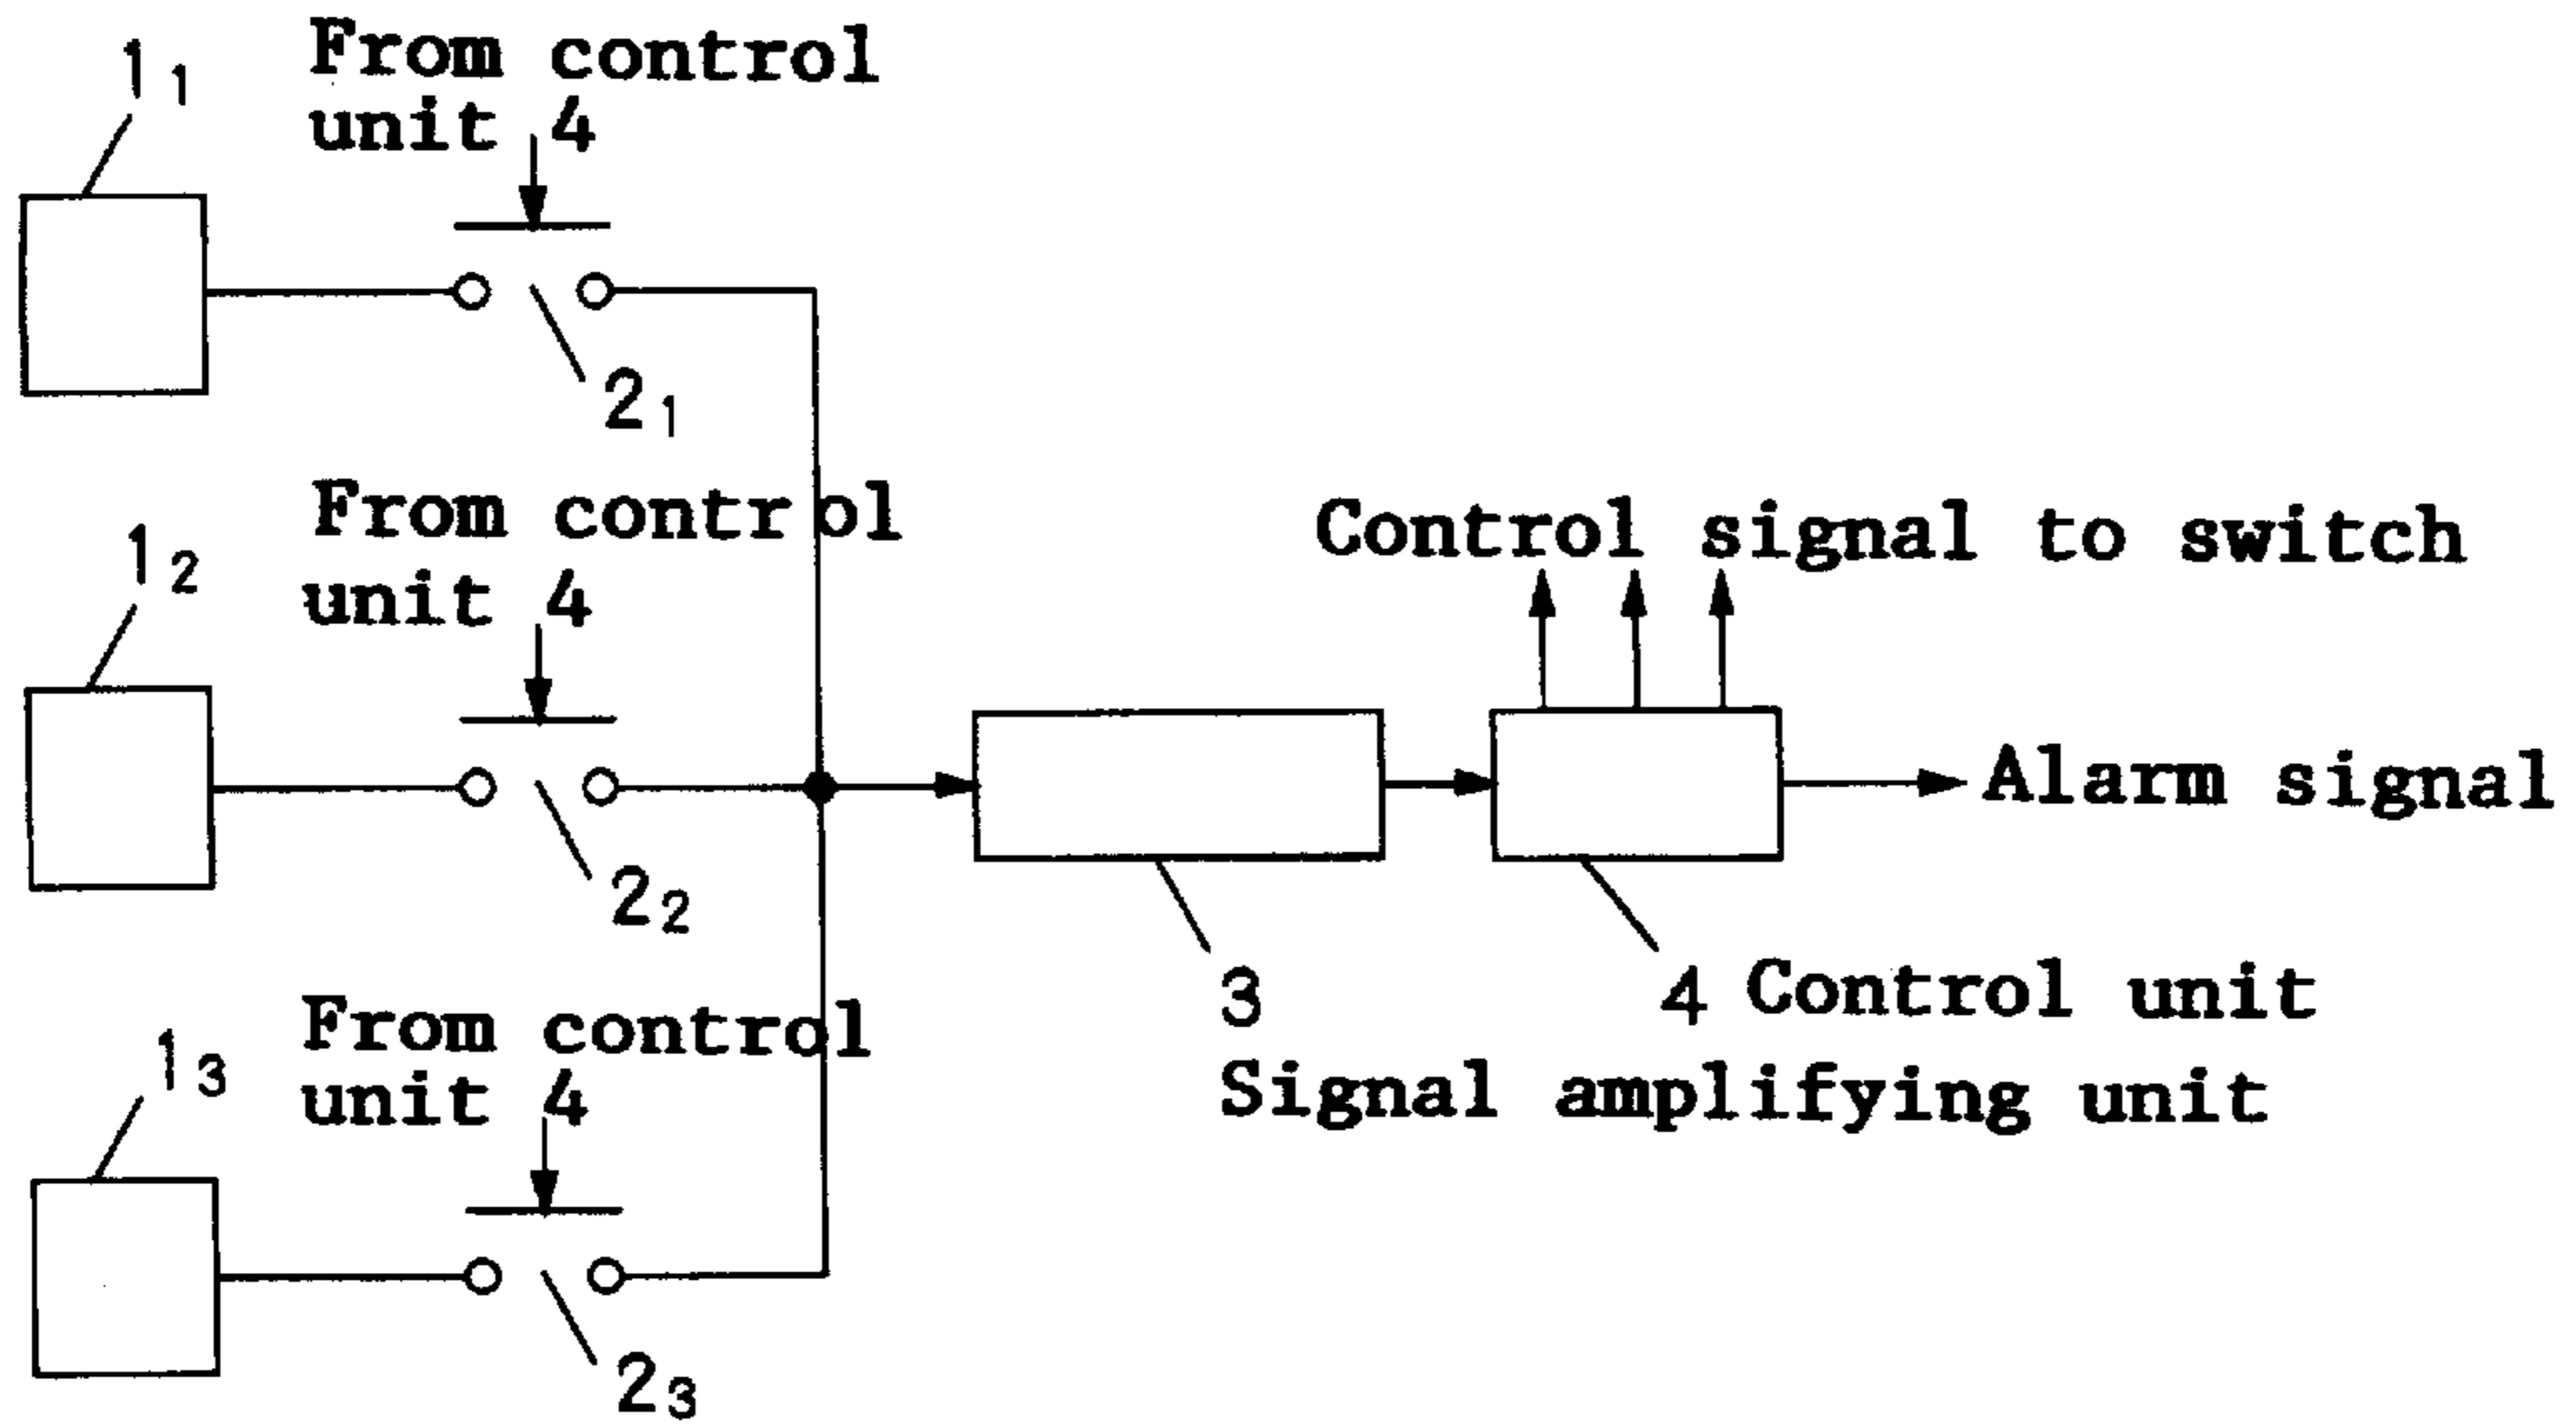 1₁
From control
unit 4
2₁
1₂
From control
unit 4
2₂
Control signal to switch
Alarm signal
3
Signal amplifying unit
4 Control unit
1₃
From control
unit 4
2₃